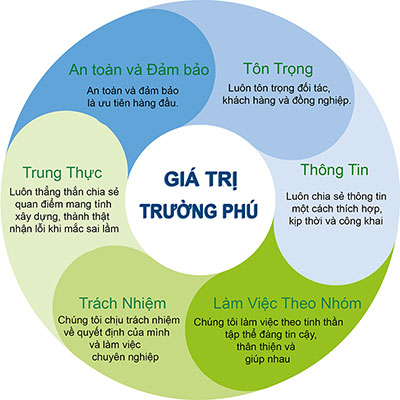 An toàn và Đảm bảo
An toàn và đảm bảo
là ưu tiên hàng đầu.
Tôn Trọng
Luôn tôn trọng đối tác,
khách hàng và đồng nghiệp.
Thông Tin
Luôn chia sẻ thông tin
một cách thích hợp,
kịp thời và công khai
Làm Việc Theo Nhóm
Chúng tôi làm việc theo tinh thần
tập thể đáng tin cậy,
thân thiện và
giúp nhau
Trách Nhiệm
Chúng tôi chịu trách nhiệm
về quyết định của mình
và làm việc
chuyên nghiệp
Trung Thực
Luôn thẳng thắn chia sẻ
quan điểm mang tính
xây dựng, thành thật
nhận lỗi khi mắc sai lầm
GIÁ TRỊ
TRƯỜNG PHÚ